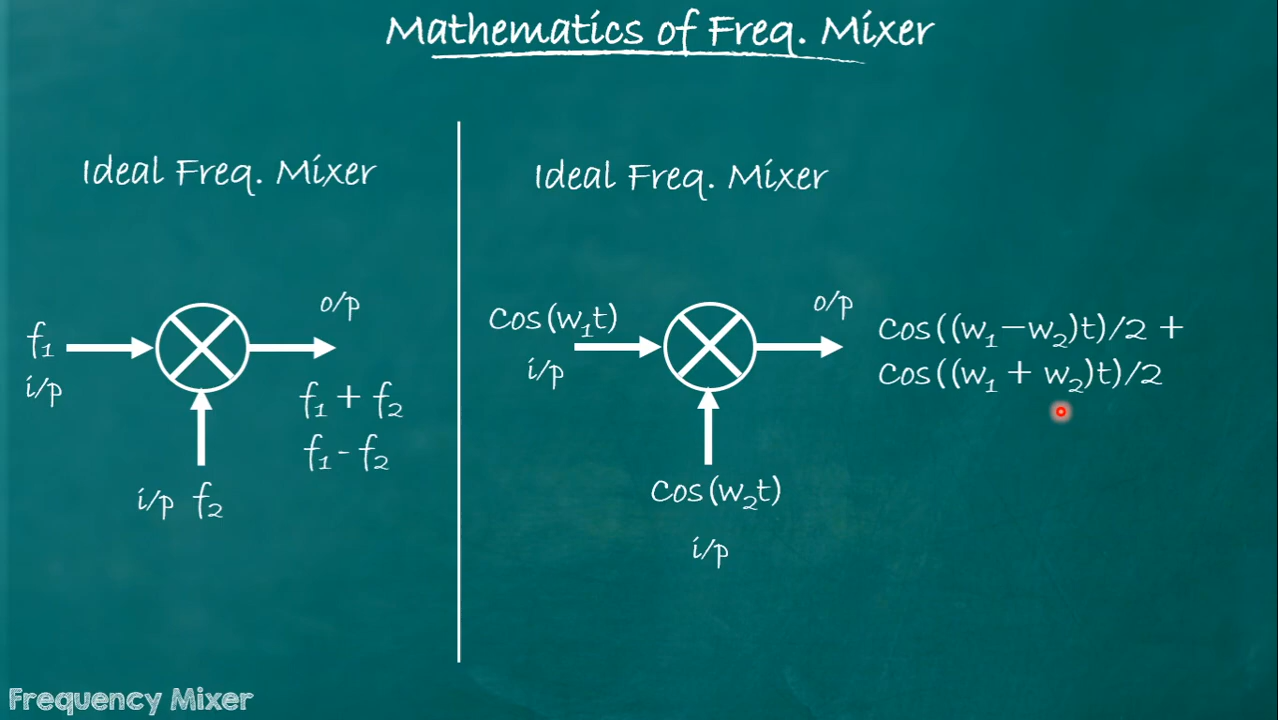 Mathematics of Freq. Mixer
Ideal Freq. Mixer
f₁
i/p
o/p
f₁ + f₂
f₁ - f₂
i/p f₂
Ideal Freq. Mixer
Cos(w₁t)
i/p
o/p
Cos((w₁−w₂)t)/2 +
Cos((w₁ + w₂)t)/2
Cos(w₂t)
i/p
Frequency Mixer